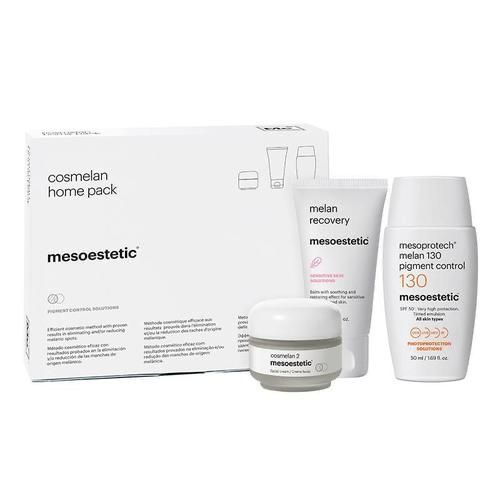 cosmelan
home pack
mesoestetic®
PIGMENT CONTROL SOLUTIONS
Efficient cosmetic method with proven
results in eliminating and/or reducing
melanic spots.
Método cosmético eficaz con
resultados probados en la eliminación
y/o reducción de las manchas de
origen melánico.
Méthode cosmétique efficace aux
résultats prouvés dans l'élimination
et/ou la réduction des taches d'origine
mélanique.
Método cosmético eficaz com
resultados comprovados na
eliminação e/ou redução de manchas
de origem melânica.
melan
recovery
mesoestetic®
SENSITIVE SKIN
SOLUTIONS
Balm with soothing and
restoring effect for sensitive
cosmelan 2
mesoestetic®
Facial cream / Crema facial
mesoprotech®
melan 130
pigment control
130
mesoestetic®
SPF 50+ Very high protection.
Tinted emulsion.
All skin types
PHOTOPROTECTION
SOLUTIONS
50 ml / 1.69 fl. oz.